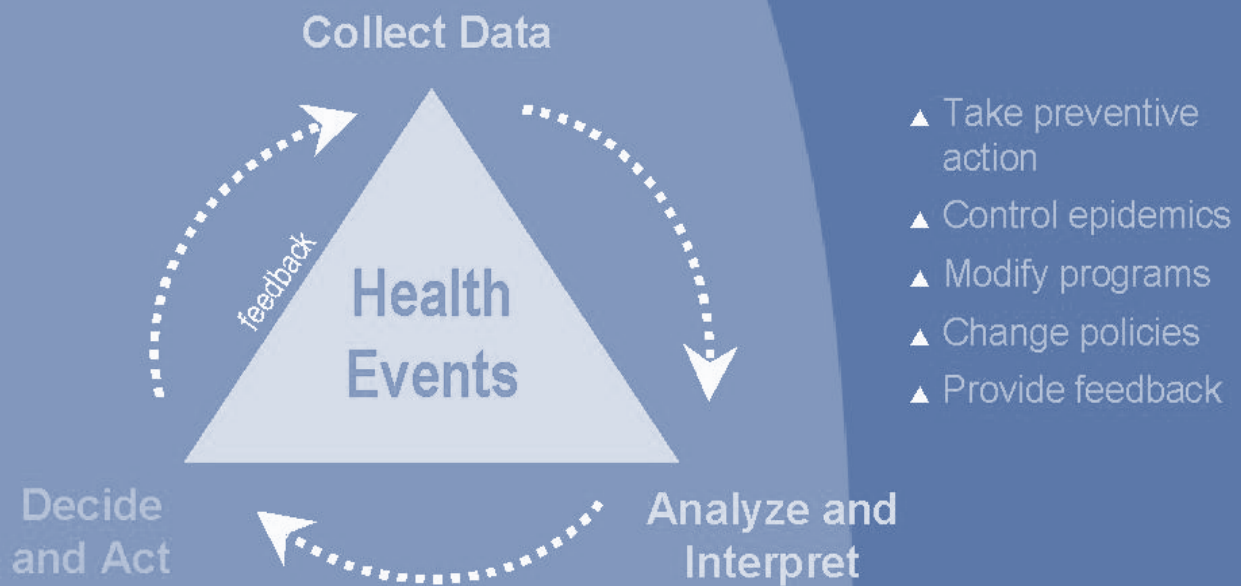 Collect Data
feedback
Health
Events
Decide
and Act
Analyze and
Interpret
Take preventive
action
Control epidemics
Modify programs
Change policies
Provide feedback